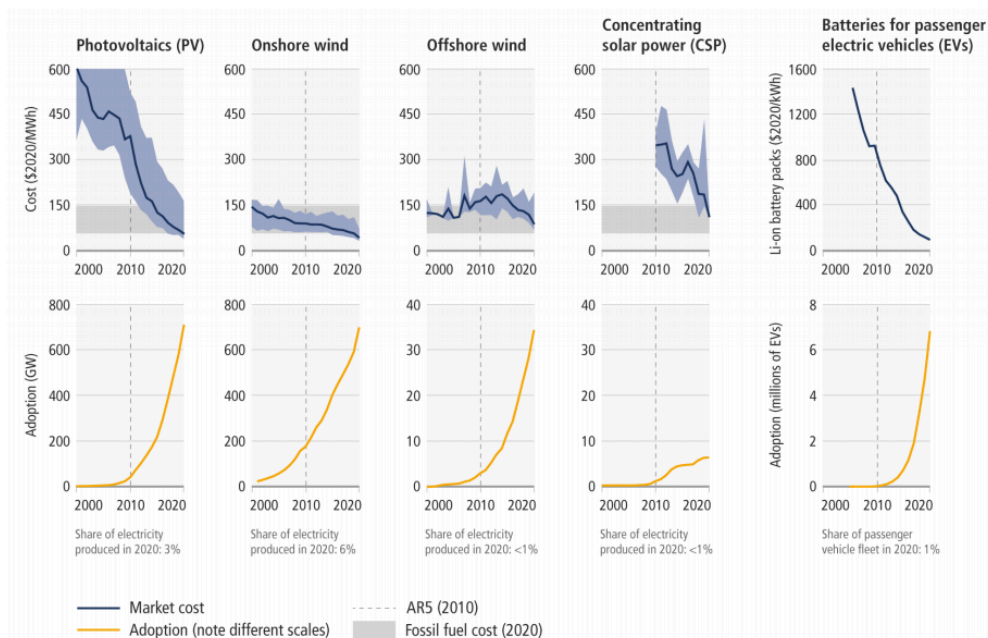 Photovoltaics (PV)
Onshore wind
Offshore wind
Concentrating
solar power (CSP)
Batteries for passenger
electric vehicles (EVs)
Cost ($2020/MWh)
600
450
300
150
0
2000 2010 2020
600
450
300
150
0
2000 2010 2020
600
450
300
150
0
2000 2010 2020
600
450
300
150
0
2000 2010 2020
Li-on battery packs ($2020/kWh)
1600
1200
800
400
0
2000 2010 2020
Adoption (GW)
800
600
400
200
0
2000 2010 2020
800
600
400
200
0
2000 2010 2020
40
30
20
10
0
2000 2010 2020
40
30
20
10
0
2000 2010 2020
Adoption (millions of EVs)
8
6
4
2
0
2000 2010 2020
Share of electricity
produced in 2020: 3%
Share of electricity
produced in 2020: 6%
Share of electricity
produced in 2020: <1%
Share of electricity
produced in 2020: <1%
Share of passenger
vehicle fleet in 2020: 1%
Market cost
Adoption (note different scales)
AR5 (2010)
Fossil fuel cost (2020)